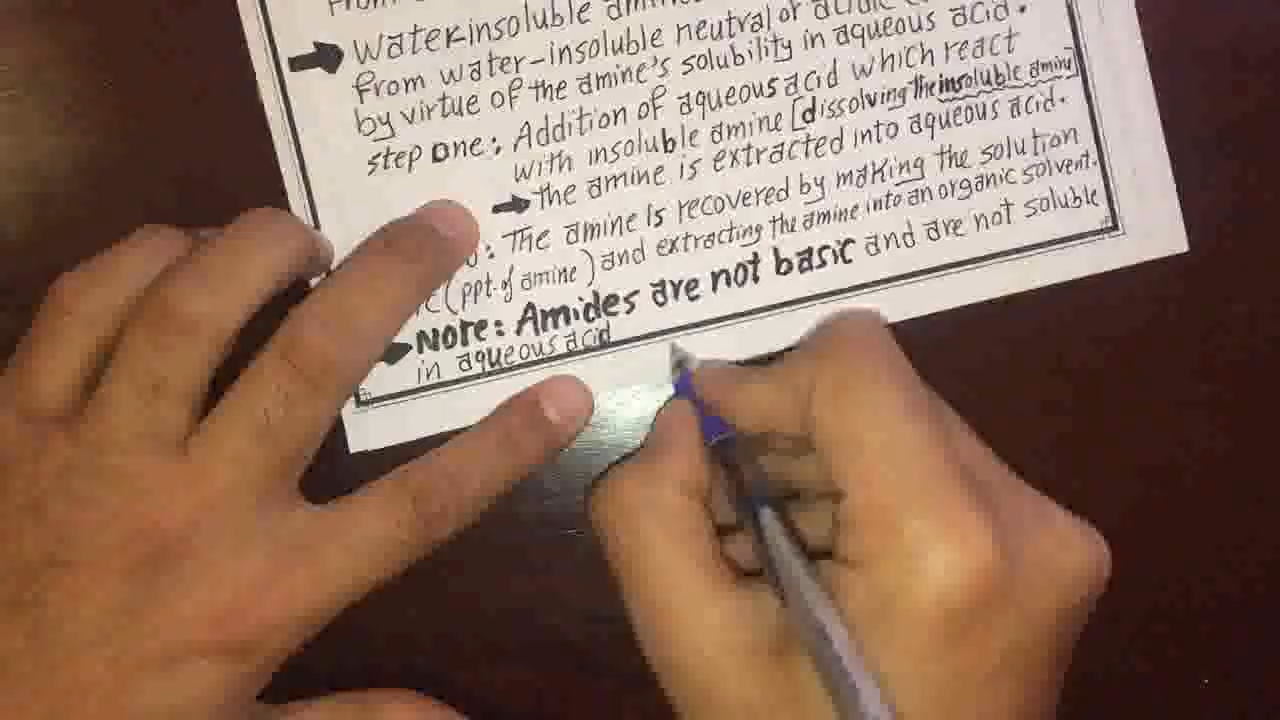 From
Water-insoluble
from water-insoluble neutral or
by virtue of the amine's solubility in aqueous acid.
step one: Addition of aqueous acid which react
with insoluble amine [dissolving the insoluble amine]
The amine is extracted into aqueous acid.
: The amine is recovered by making the solution
(ppt. of amine) and extracting the amine into an organic solvent.
Note: Amides are not basic and are not soluble
in aqueous acid